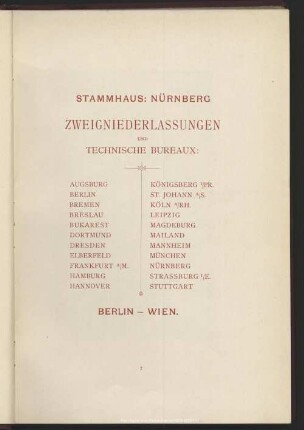 STAMMHAUS: NÜRNBERG
ZWEIGNIEDERLASSUNGEN
UND
TECHNISCHE BUREAUX:
AUGSBURG
BERLIN
BREMEN
BRESLAU
BUKAREST
DORTMUND
DRESDEN
ELBERFELD
FRANKFURT a/M.
HAMBURG
HANNOVER
KÖNIGSBERG i/PR.
ST. JOHANN a/S.
KÖLN a/RH.
LEIPZIG
MAGDEBURG
MAILAND
MANNHEIM
MÜNCHEN
NÜRNBERG
STRASSBURG i/E.
STUTTGART
BERLIN – WIEN.